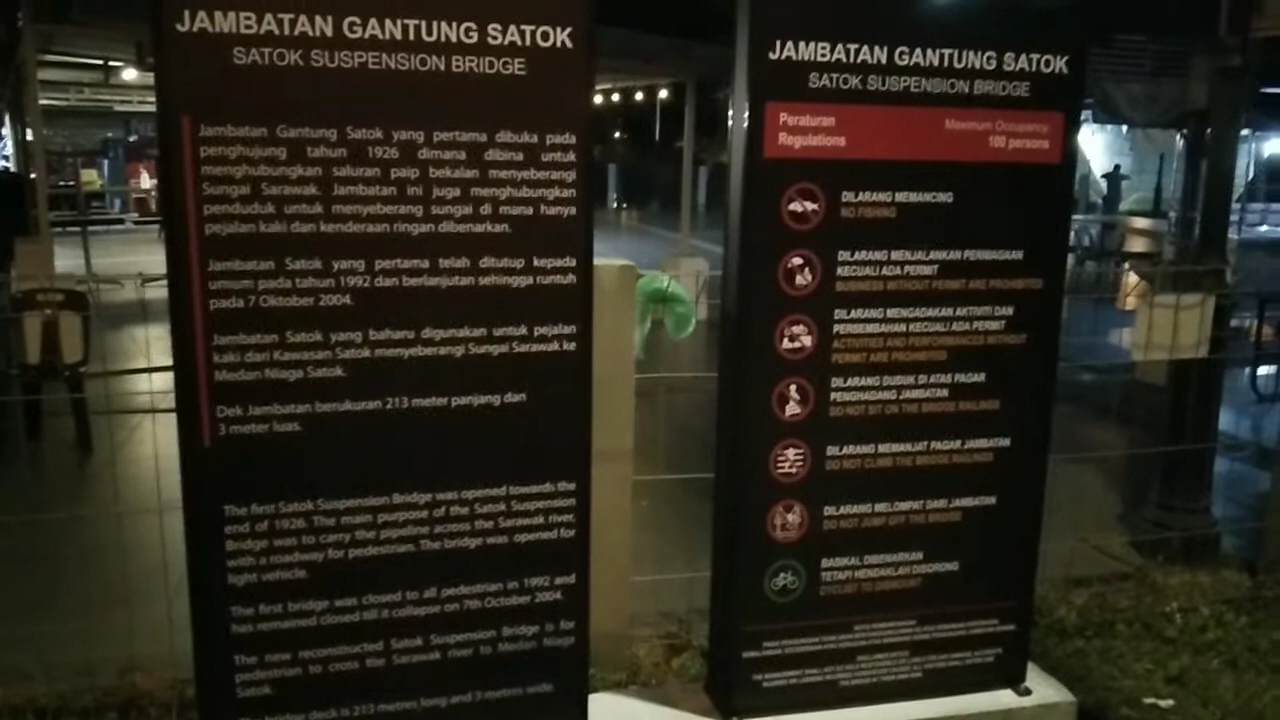 JAMBATAN GANTUNG SATOK
SATOK SUSPENSION BRIDGE
Jambatan Gantung Satok yang pertama dibuka pada
penghujung tahun 1926 dimana dibina untuk
menghubungkan saluran paip bekalan menyeberangi
Sungai Sarawak. Jambatan ini juga menghubungkan
penduduk untuk menyeberang sungai di mana hanya
pejalan kaki dan kenderaan ringan dibenarkan.
Jambatan Satok yang pertama telah ditutup kepada
umum pada tahun 1992 dan berlanjutan sehingga runtuh
pada 7 Oktober 2004.
Jambatan Satok yang baharu digunakan untuk pejalan
kaki dari Kawasan Satok menyeberangi Sungai Sarawak ke
Medan Niaga Satok.
Dek Jambatan berukuran 213 meter panjang dan
3 meter luas.
The first Satok Suspension Bridge was opened towards the
end of 1926. The main purpose of the Satok Suspension
Bridge was to carry the pipeline across the Sarawak river,
with a roadway for pedestrian. The bridge was opened for
light vehicle.
The first bridge was closed to all pedestrian in 1992 and
has remained closed till it collapse on 7th October 2004.
The new reconstructed Satok Suspension Bridge is for
pedestrian to cross the Sarawak river to Medan Niaga
Satok.
The bridge deck is 213 metres long and 3 metres wide.
JAMBATAN GANTUNG SATOK
SATOK SUSPENSION BRIDGE
Peraturan
Regulations
Maximum Occupancy:
100 persons
DILARANG MEMANCING
NO FISHING
DILARANG MENJALANKAN PERNIAGAAN
KECUALI ADA PERMIT
BUSINESS WITHOUT PERMIT ARE PROHIBITED
DILARANG MENGADAKAN AKTIVITI DAN
PERSEMBAHAN KECUALI ADA PERMIT
ACTIVITIES AND PERFORMANCES WITHOUT
PERMIT ARE PROHIBITED
DILARANG DUDUK DI ATAS PAGAR
PENGHADANG JAMBATAN
DO NOT SIT ON THE BRIDGE RAILINGS
DILARANG MEMANJAT PAGAR JAMBATAN
DO NOT CLIMB THE BRIDGE RAILINGS
DILARANG MELOMPAT DARI JAMBATAN
DO NOT JUMP OFF THE BRIDGE
BASIKAL DIBENARKAN
TETAPI HENDAKLAH DISORONG
CYCLIST TO DISMOUNT